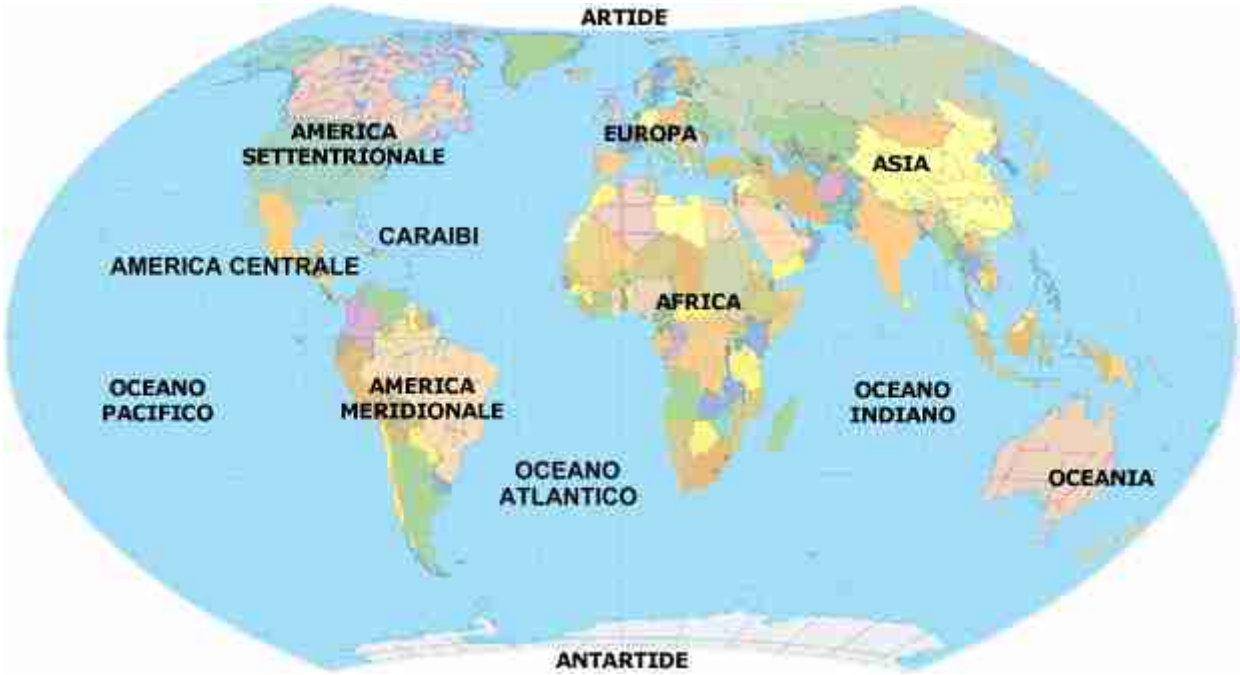 ARTIDE
AMERICA
SETTENTRIONALE
EUROPA
ASIA
CARAIBI
AMERICA CENTRALE
AFRICA
OCEANO
PACIFICO
AMERICA
MERIDIONALE
OCEANO
INDIANO
OCEANO
ATLANTICO
OCEANIA
ANTARTIDE